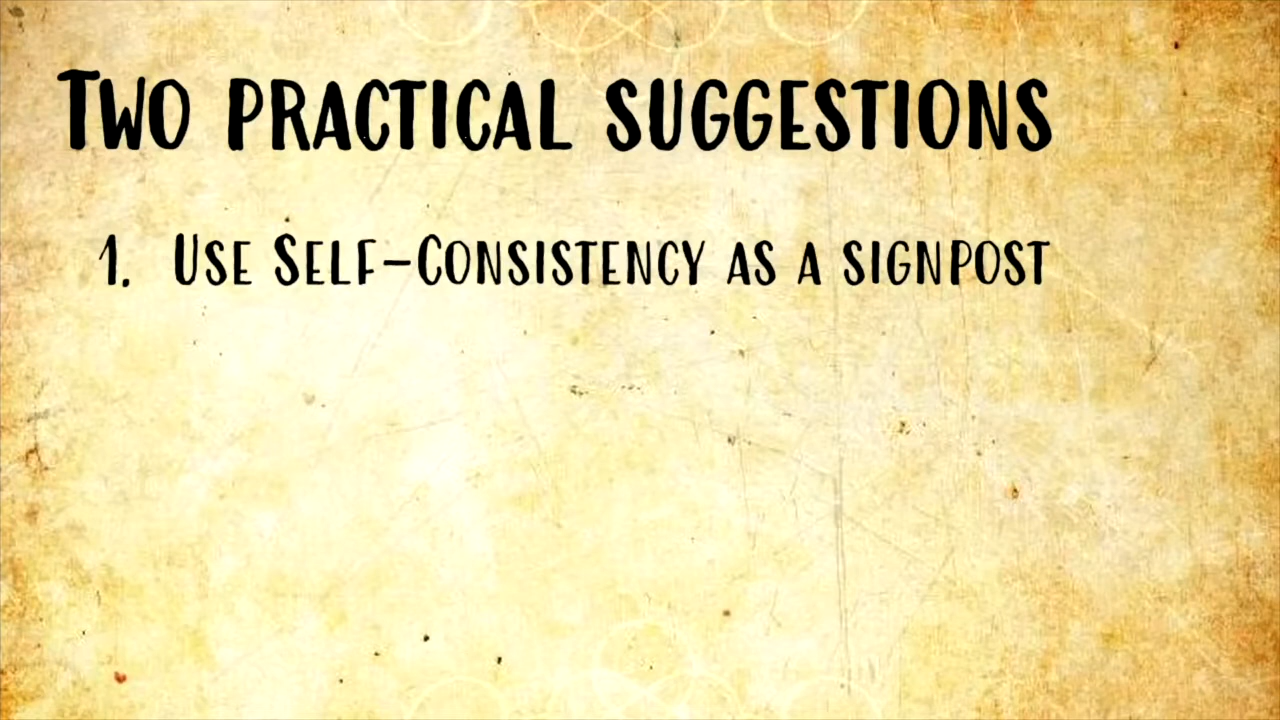 Two practical suggestions
1. Use Self-Consistency as a signpost